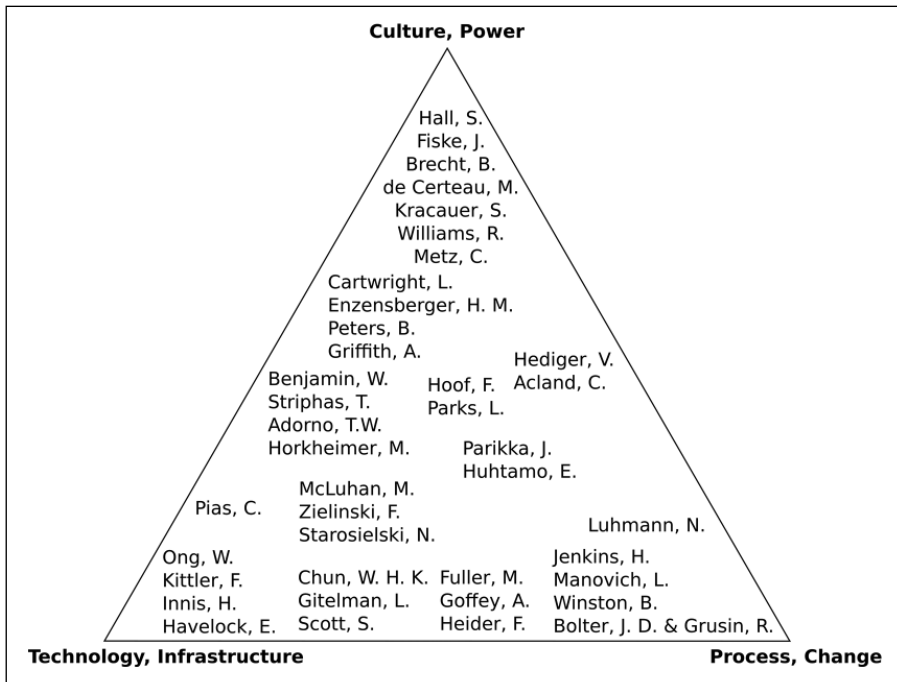 Culture, Power
Hall, S.
Fiske, J.
Brecht, B.
de Certeau, M.
Kracauer, S.
Williams, R.
Metz, C.
Cartwright, L.
Enzensberger, H. M.
Peters, B.
Griffith, A.
Hediger, V.
Acland, C.
Benjamin, W.
Striphas, T.
Adorno, T.W.
Horkheimer, M.
Hoof, F.
Parks, L.
Parikka, J.
Huhtamo, E.
McLuhan, M.
Zielinski, F.
Starosielski, N.
Pias, C.
Luhmann, N.
Ong, W.
Kittler, F.
Innis, H.
Havelock, E.
Chun, W. H. K.
Gitelman, L.
Scott, S.
Fuller, M.
Goffey, A.
Heider, F.
Jenkins, H.
Manovich, L.
Winston, B.
Bolter, J. D. & Grusin, R.
Technology, Infrastructure
Process, Change